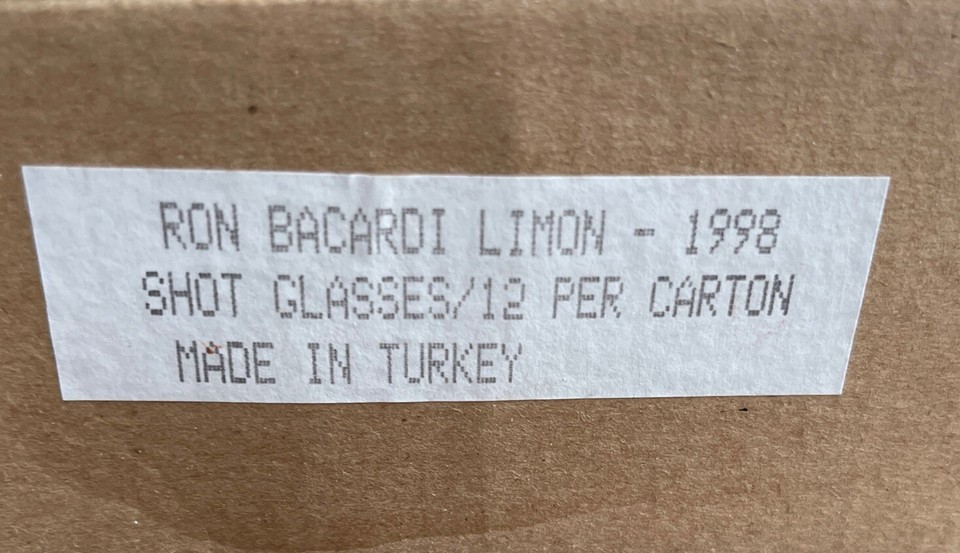 RON BACARDI LIMON - 1998
SHOT GLASSES/12 PER CARTON
MADE IN TURKEY